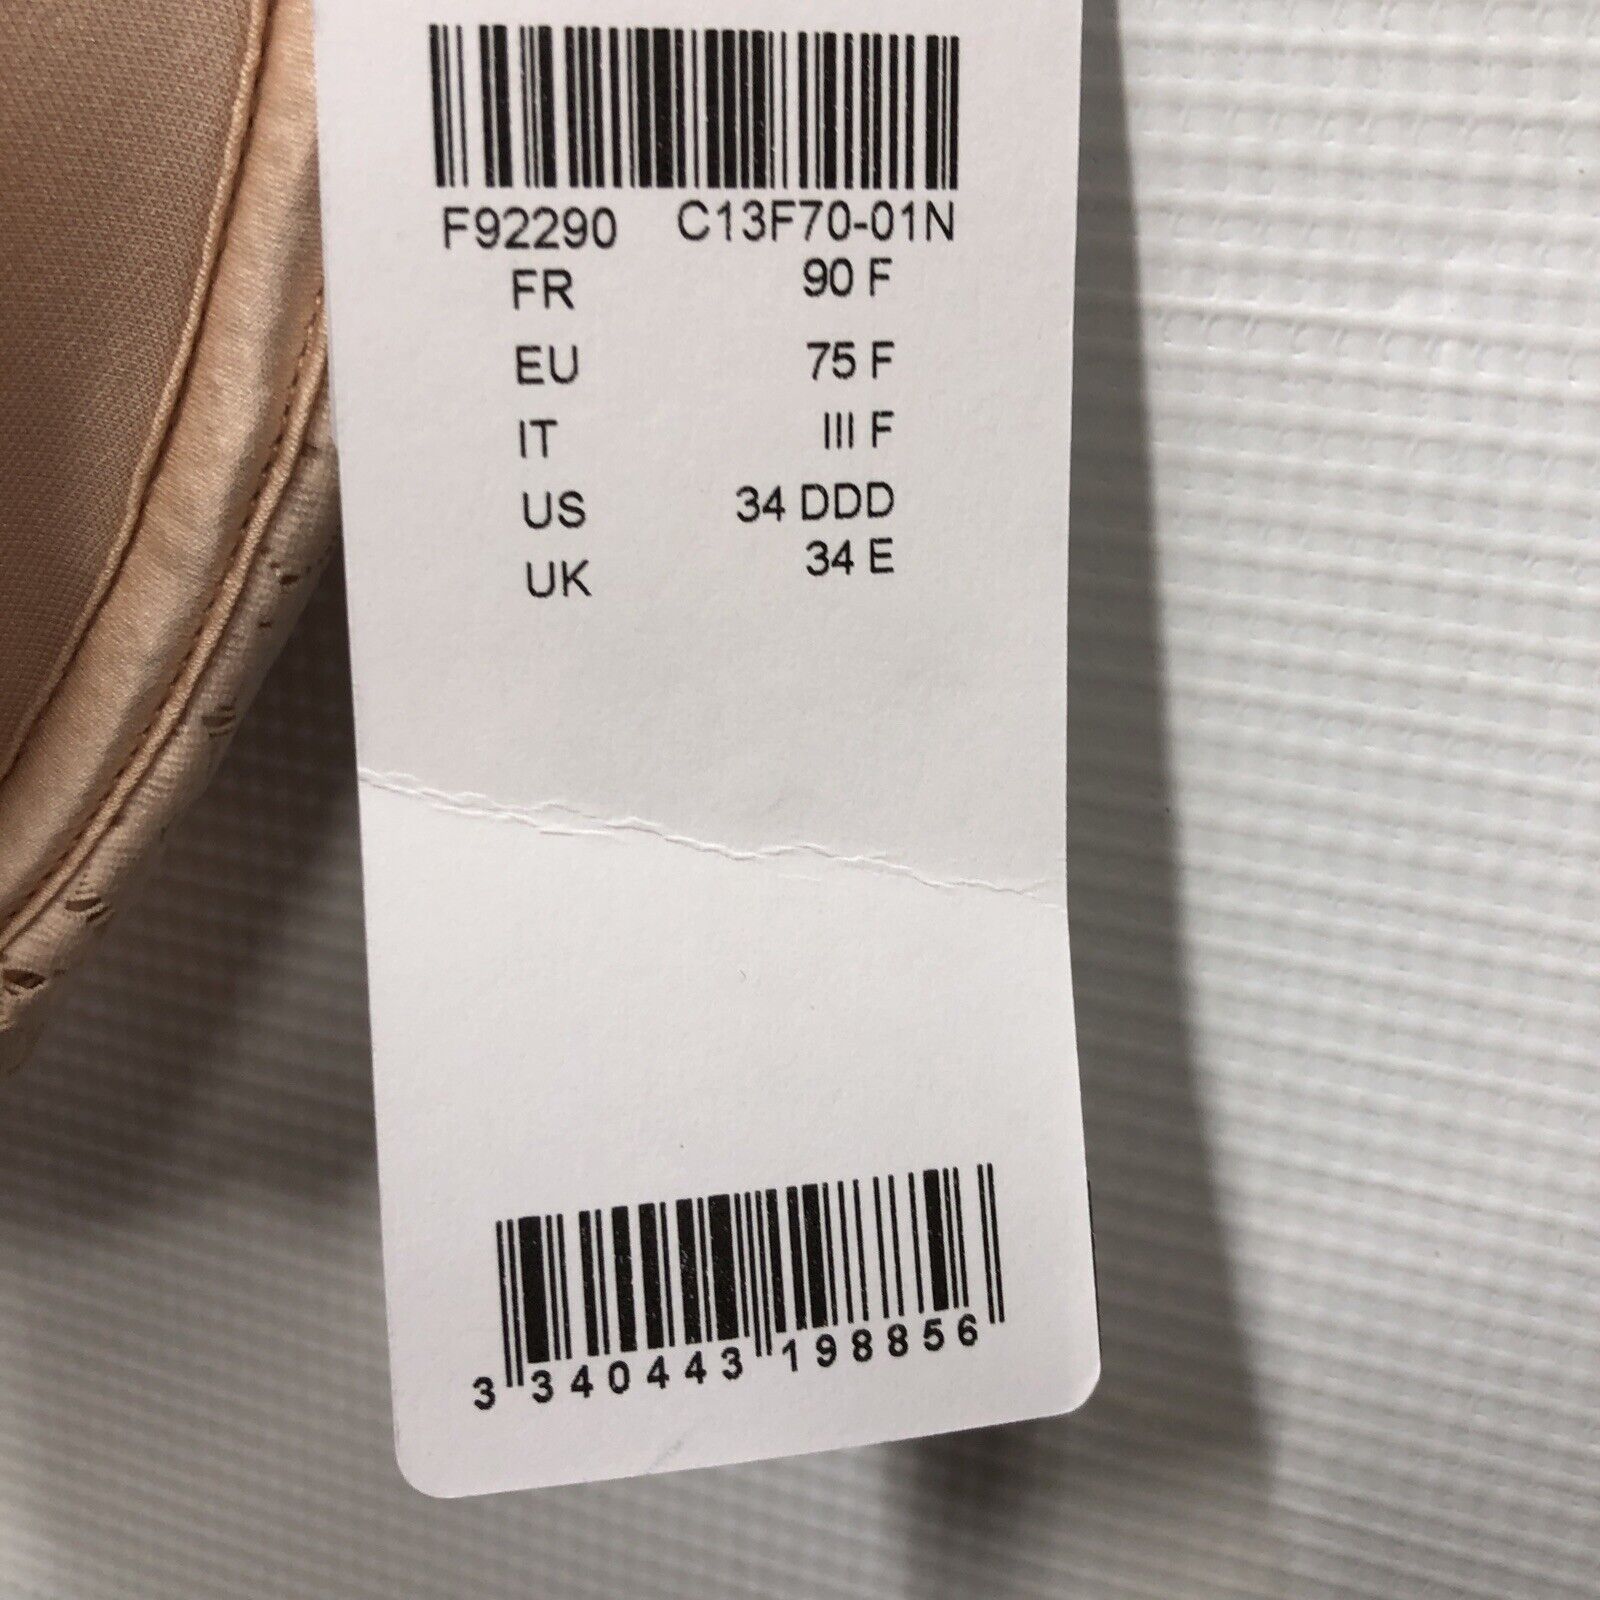 F92290 C13F70-01N
FR 90 F
EU 75 F
IT III F
US 34 DDD
UK 34 E
3 340443 198856